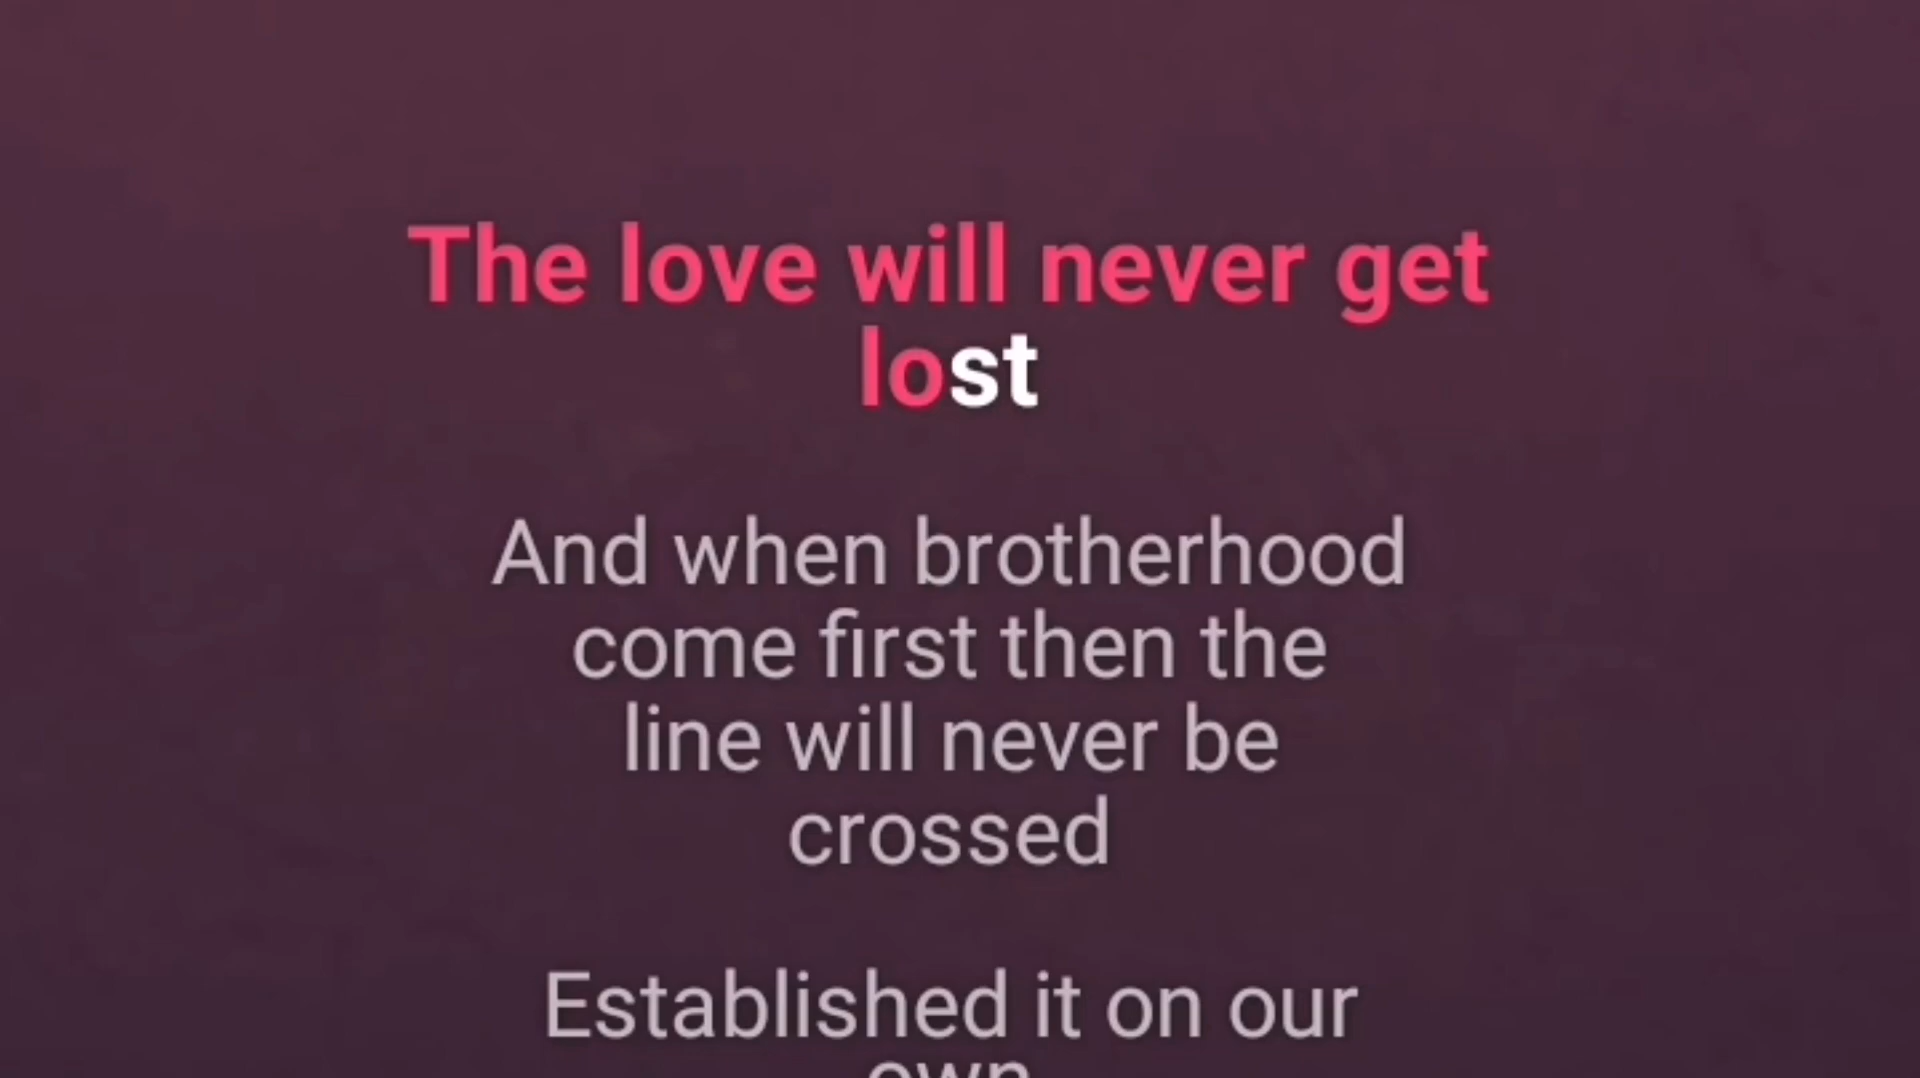 The love will never get
lost
And when brotherhood
come first then the
line will never be
crossed
Established it on our
own